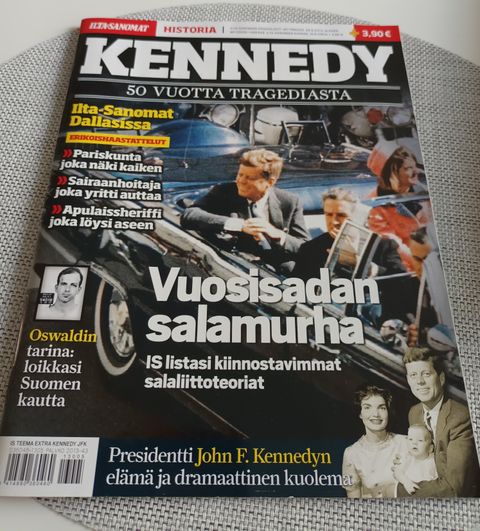 ILTA-SANOMAT
HISTORIA
3,90 €
KENNEDY
50 VUOTTA TRAGEDIASTA
Ilta-Sanomat
Dallasissa
ERIKOISHAASTATTELUT
» Pariskunta
joka näki kaiken
» Sairaanhoitaja
joka yritti auttaa
» Apulaissheriffi
joka löysi aseen
Vuosisadan
salamurha
IS listasi kiinnostavimmat
salaliittoteoriat
Oswaldin
tarina:
loikkasi
Suomen
kautta
IS TEEMA EXTRA KENNEDY JFK
Presidentti John F. Kennedyn
elämä ja dramaattinen kuolema